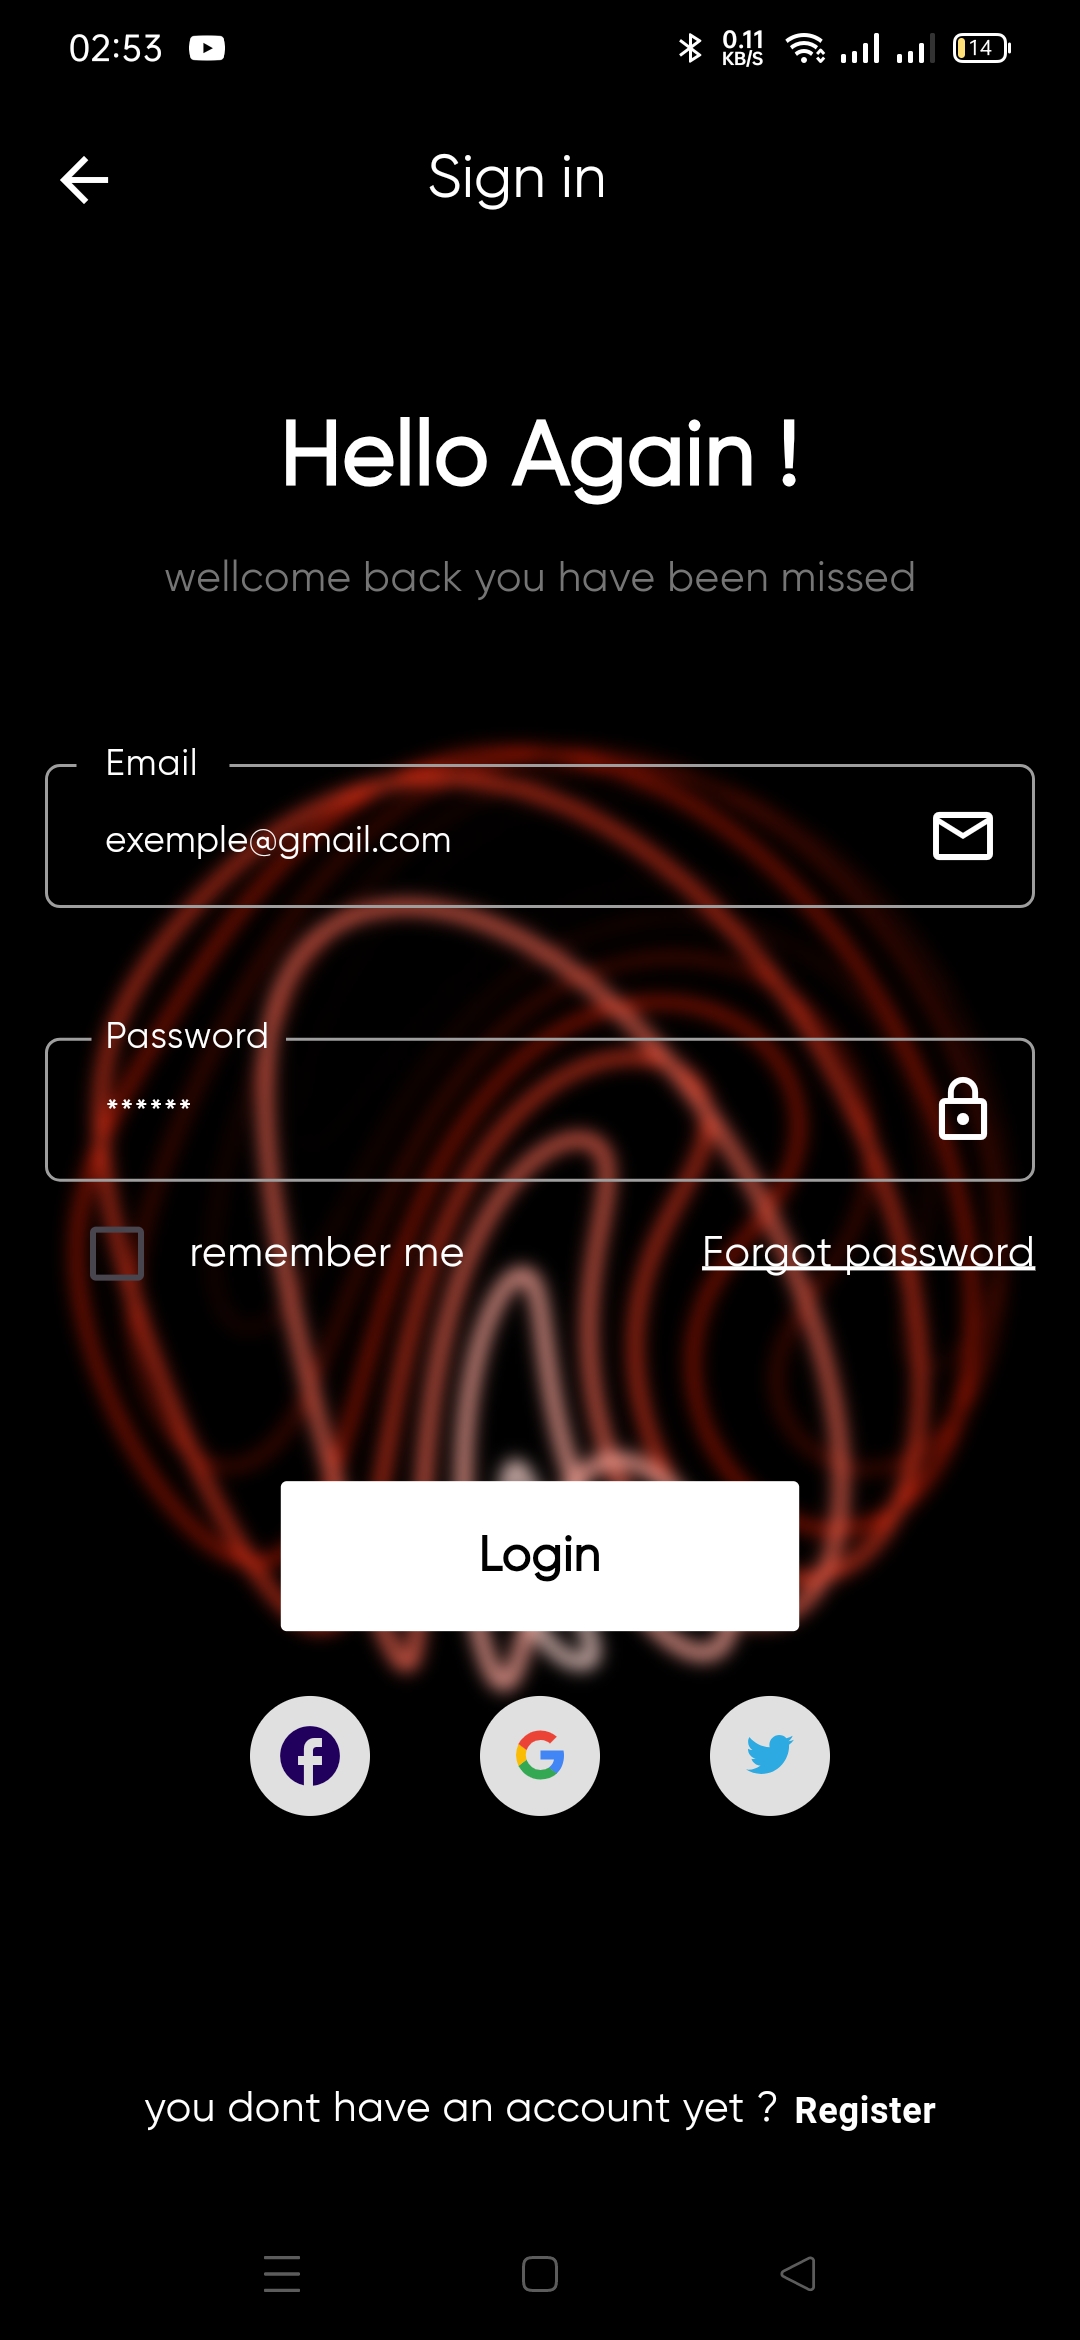 02:53 0.11 KB/S 14
Sign in
Hello Again !
wellcome back you have been missed
Email
exemple@gmail.com
Password
******
remember me Forgot password
Login
you dont have an account yet ? Register